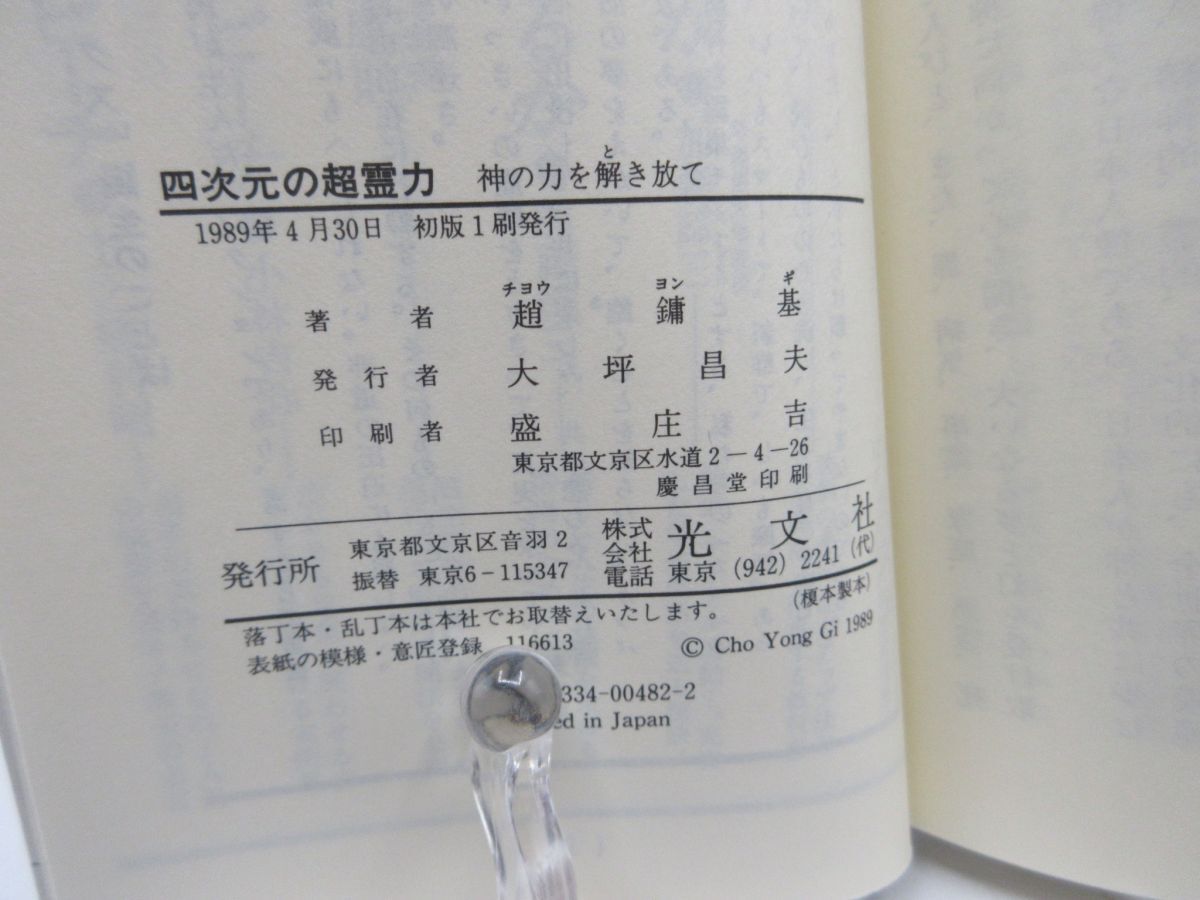 四次元の超霊力 神の力を解き放て
と
1989年4月30日 初版1刷発行
チヨウ ヨン ギ
著者 趙鏞基
発行者 大坪昌夫
印刷者 盛庄吉
東京都文京区水道2-4-26
慶昌堂印刷
発行所 東京都文京区音羽2 株式会社 光文社
振替 東京6-115347 電話 東京 (942) 2241 (代)
落丁本・乱丁本は本社でお取替えいたします。 (榎本製本)
表紙の模様・意匠登録 116613 © Cho Yong Gi 1989
334-00482-2
ed in Japan